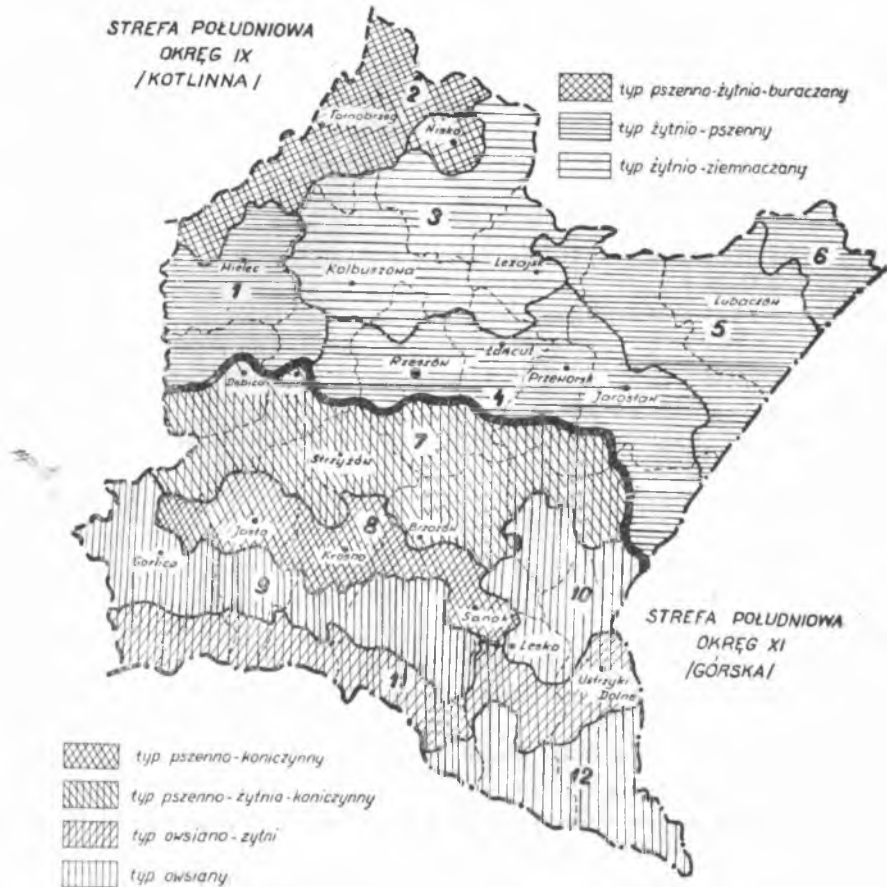 STREFA POŁUDNIOWA
OKRĘG IX
/KOTLINNA/
typ pszenno-żytnio-buraczany
typ żytnio-pszenny
typ żytnio-ziemniaczany
2
Tarnobrzeg
Nisko
3
6
Mielec
Kolbuszowa
Leżajsk
1
Lubaczów
5
Łańcut
Rzeszów
Przeworsk
Dębica
4
Jarosław
7
Strzyżów
8
Jasło
Brzozów
Krosno
Gorlice
9
10
Sanok
STREFA POŁUDNIOWA
OKRĘG XI
/GÓRSKA/
Lesko
Ustrzyki
Dolne
11
12
typ pszenno-koniczynny
typ pszenno-żytnio-koniczynny
typ owsiano-żytni
typ owsiany